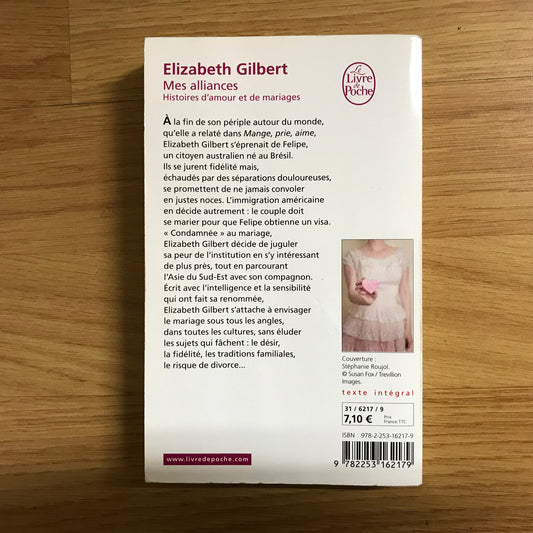 Elizabeth Gilbert
Mes alliances
Histoires d'amour et de mariages
Le
Livre
de
Poche
À la fin de son périple autour du monde,
qu'elle a relaté dans Mange, prie, aime,
Elizabeth Gilbert s'éprenait de Felipe,
un citoyen australien né au Brésil.
Ils se jurent fidélité mais,
échaudés par des séparations douloureuses,
se promettent de ne jamais convoler
en justes noces. L'immigration américaine
en décide autrement : le couple doit
se marier pour que Felipe obtienne un visa.
« Condamnée » au mariage,
Elizabeth Gilbert décide de juguler
sa peur de l'institution en s'y intéressant
de plus près, tout en parcourant
l'Asie du Sud-Est avec son compagnon.
Écrit avec l'intelligence et la sensibilité
qui ont fait sa renommée,
Elizabeth Gilbert s'attache à envisager
le mariage sous tous les angles,
dans toutes les cultures, sans éluder
les sujets qui fâchent : le désir,
la fidélité, les traditions familiales,
le risque de divorce...
Couverture :
Stéphanie Roujol.
© Susan Fox / Trevillion
Images.
texte intégral
31 / 6217 / 9
7,10 € Prix
France TTC
ISBN : 978-2-253-16217-9
9 782253 162179
www.livredepoche.com